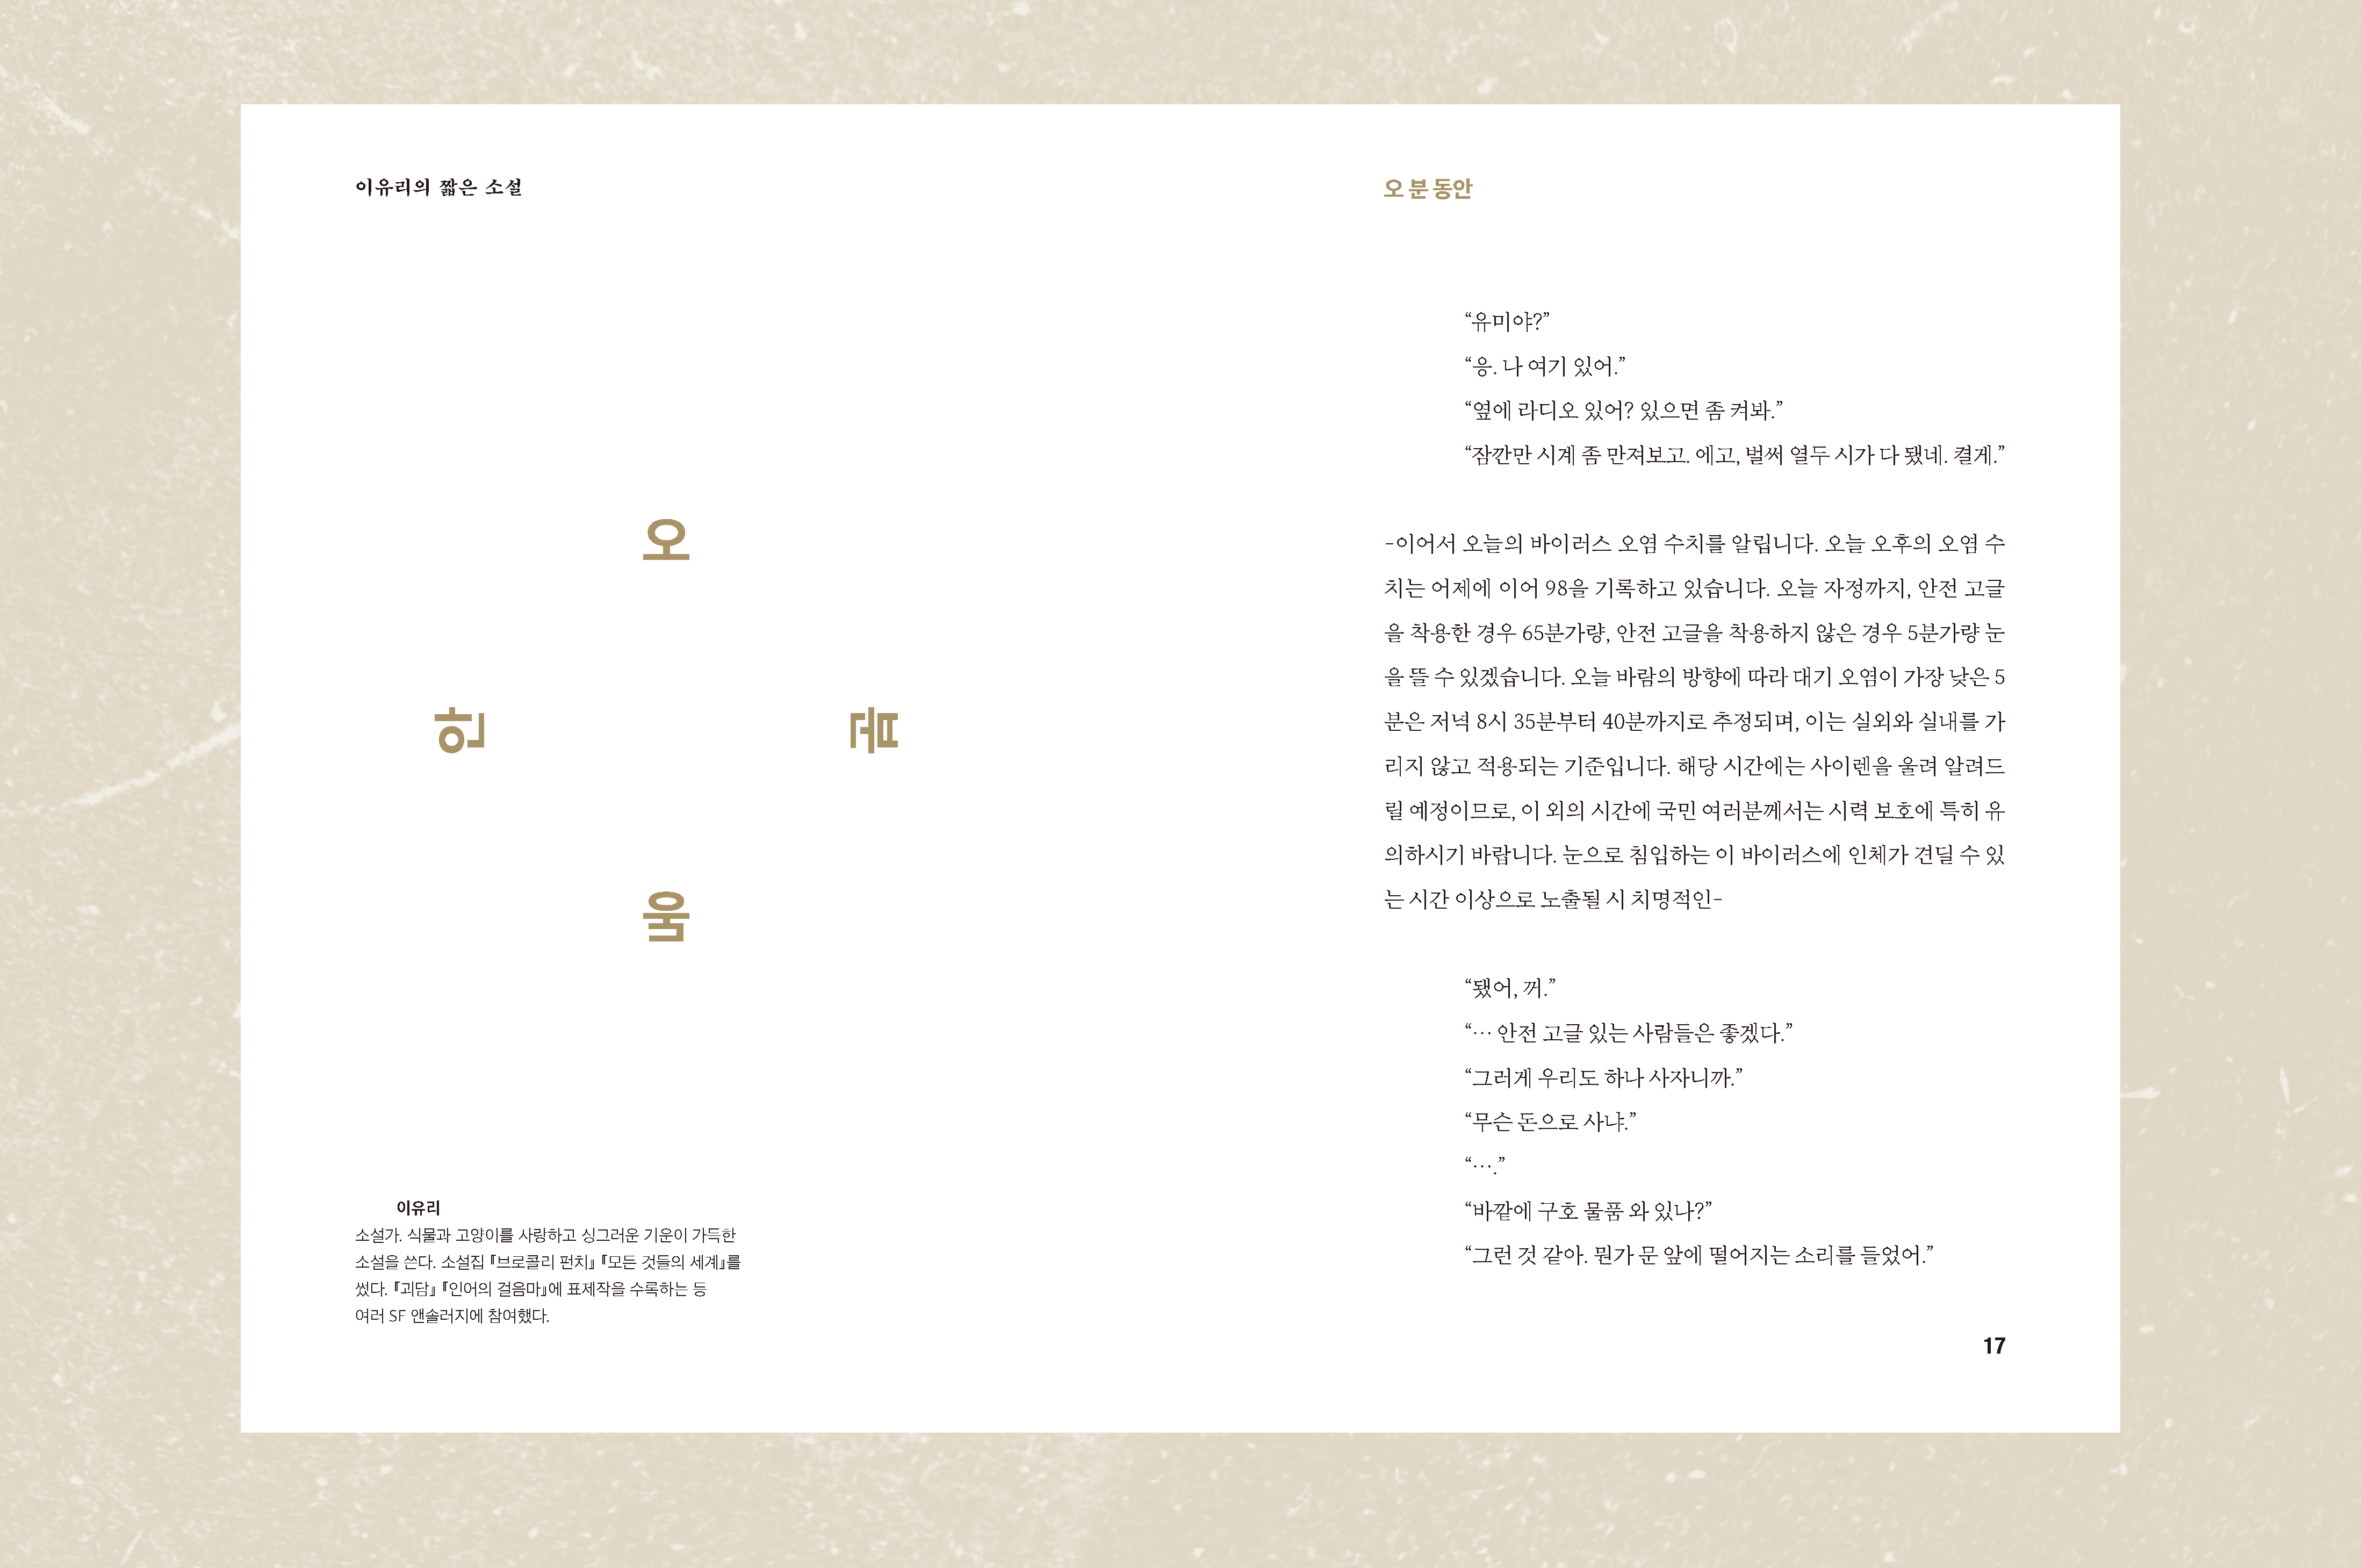 이유리의 짧은 소설
오
분
동
안
이유리
소설가. 식물과 고양이를 사랑하고 싱그러운 기운이 가득한
소설을 쓴다. 소설집 『브로콜리 펀치』 『모든 것들의 세계』를
썼다. 『괴담』 『인어의 걸음마』에 표제작을 수록하는 등
여러 SF 앤솔러지에 참여했다.
오 분 동안
“유미야?”
“응. 나 여기 있어.”
“옆에 라디오 있어? 있으면 좀 켜봐.”
“잠깐만 시계 좀 만져보고. 에고, 벌써 열두 시가 다 됐네. 켤게.”
-이어서 오늘의 바이러스 오염 수치를 알립니다. 오늘 오후의 오염 수
치는 어제에 이어 98을 기록하고 있습니다. 오늘 자정까지, 안전 고글
을 착용한 경우 65분가량, 안전 고글을 착용하지 않은 경우 5분가량 눈
을 뜰 수 있겠습니다. 오늘 바람의 방향에 따라 대기 오염이 가장 낮은 5
분은 저녁 8시 35분부터 40분까지로 추정되며, 이는 실외와 실내를 가
리지 않고 적용되는 기준입니다. 해당 시간에는 사이렌을 울려 알려드
릴 예정이므로, 이 외의 시간에 국민 여러분께서는 시력 보호에 특히 유
의하시기 바랍니다. 눈으로 침입하는 이 바이러스에 인체가 견딜 수 있
는 시간 이상으로 노출될 시 치명적인-
“됐어, 꺼.”
“… 안전 고글 있는 사람들은 좋겠다.”
“그러게 우리도 하나 사자니까.”
“무슨 돈으로 사냐.”
“….”
“바깥에 구호 물품 와 있나?”
“그런 것 같아. 뭔가 문 앞에 떨어지는 소리를 들었어.”
17